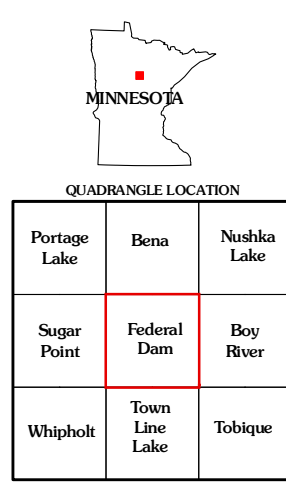 MINNESOTA
QUADRANGLE LOCATION
Portage
Lake
Bena
Nushka
Lake
Sugar
Point
Federal
Dam
Boy
River
Whipholt
Town
Line
Lake
Tobique